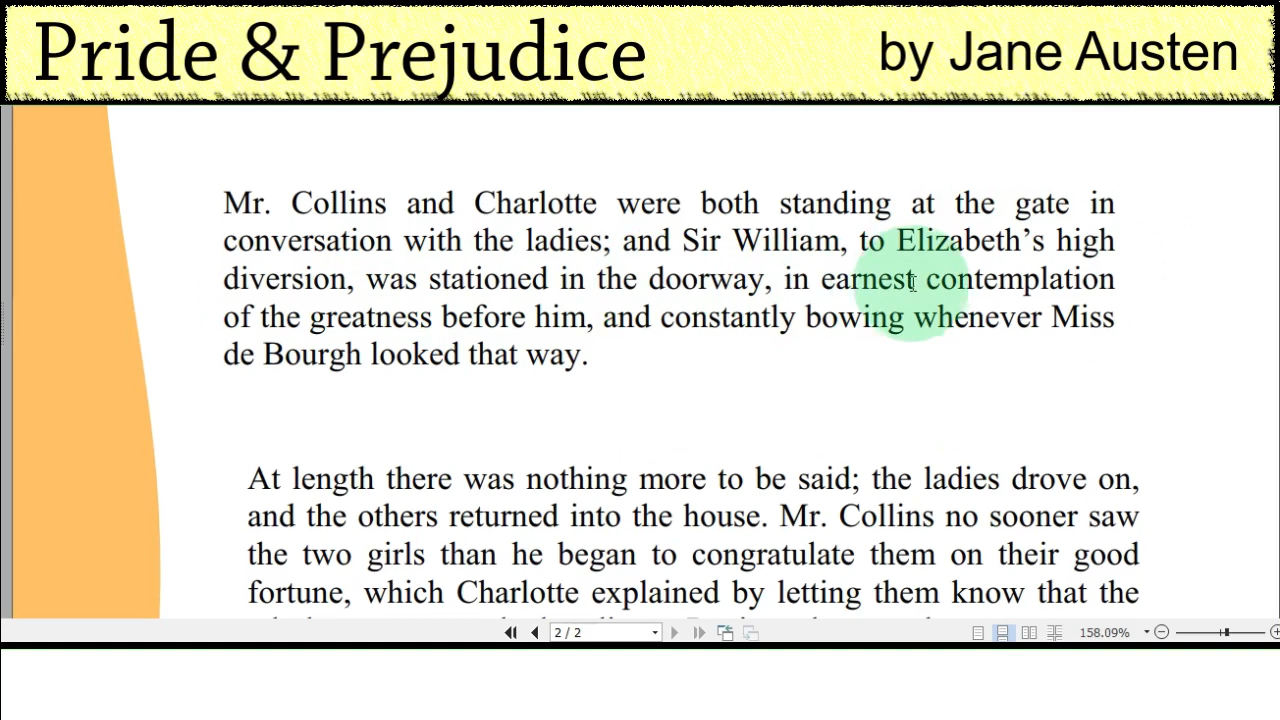 Pride & Prejudice
by Jane Austen
Mr. Collins and Charlotte were both standing at the gate in
conversation with the ladies; and Sir William, to Elizabeth’s high
diversion, was stationed in the doorway, in earnest contemplation
of the greatness before him, and constantly bowing whenever Miss
de Bourgh looked that way.
At length there was nothing more to be said; the ladies drove on,
and the others returned into the house. Mr. Collins no sooner saw
the two girls than he began to congratulate them on their good
fortune, which Charlotte explained by letting them know that the
2 / 2
158.09%